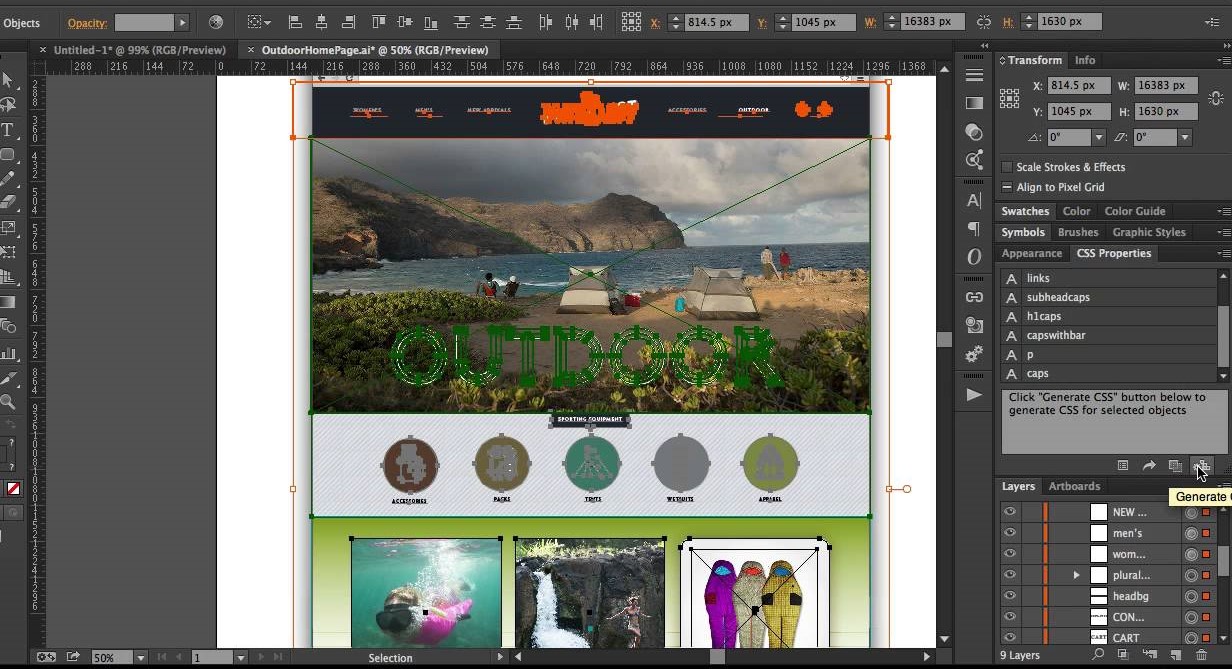 Objects
Opacity:
X: 814.5 px Y: 1045 px W: 16383 px H: 1630 px
× Untitled-1* @ 99% (RGB/Preview) × OutdoorHomePage.ai* @ 50% (RGB/Preview)
288 216 144 72 0 72 144 216 288 360 432 504 576 648 720 792 864 936 1008 1080 1152 1224 1296 1368
Transform Info
X: 814.5 px W: 16383 px
Y: 1045 px H: 1630 px
0° 0°
Scale Strokes & Effects
Align to Pixel Grid
Swatches Color Color Guide
Symbols Brushes Graphic Styles
Appearance CSS Properties
A links
A subheadcaps
A h1caps
A capswithbar
A p
A caps
Click "Generate CSS" button below to
generate CSS for selected objects
Generate
Layers Artboards
NEW ...
men's
wom...
plural...
headbg
CON...
CART CART
9 Layers
WOMEN'S MEN'S NEW ARRIVALS ACCESSORIES OUTDOOR
OUTDOOR
SPORTING EQUIPMENT
ACCESSORIES PACKS TENTS WETSUITS APPAREL
50% 1 Selection